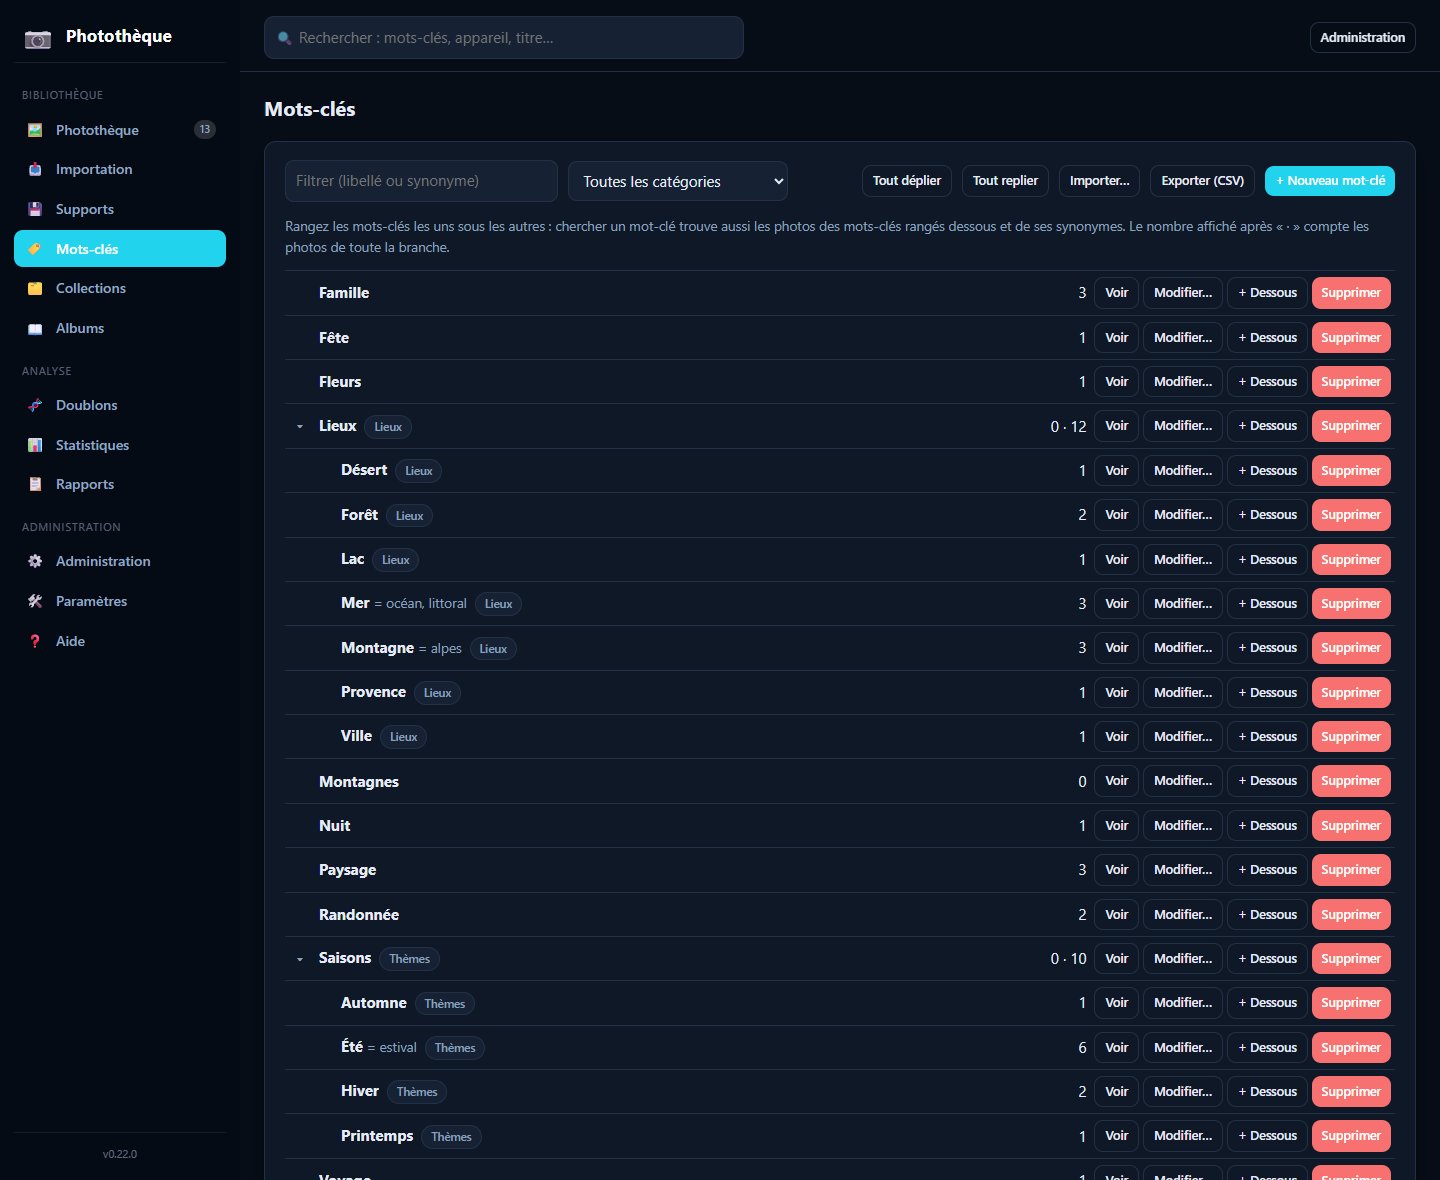 Photothèque
Rechercher : mots-clés, appareil, titre...
Administration
BIBLIOTHÈQUE
Photothèque 13
Importation
Supports
Mots-clés
Collections
Albums
ANALYSE
Doublons
Statistiques
Rapports
ADMINISTRATION
Administration
Paramètres
Aide
v0.22.0
Mots-clés
Filtrer (libellé ou synonyme) Toutes les catégories Tout déplier Tout replier Importer... Exporter (CSV) + Nouveau mot-clé
Rangez les mots-clés les uns sous les autres : chercher un mot-clé trouve aussi les photos des mots-clés rangés dessous et de ses synonymes. Le nombre affiché après « · » compte les
photos de toute la branche.
Famille 3 Voir Modifier... + Dessous Supprimer
Fête 1 Voir Modifier... + Dessous Supprimer
Fleurs 1 Voir Modifier... + Dessous Supprimer
Lieux Lieux 0 · 12 Voir Modifier... + Dessous Supprimer
Désert Lieux 1 Voir Modifier... + Dessous Supprimer
Forêt Lieux 2 Voir Modifier... + Dessous Supprimer
Lac Lieux 1 Voir Modifier... + Dessous Supprimer
Mer = océan, littoral Lieux 3 Voir Modifier... + Dessous Supprimer
Montagne = alpes Lieux 3 Voir Modifier... + Dessous Supprimer
Provence Lieux 1 Voir Modifier... + Dessous Supprimer
Ville Lieux 1 Voir Modifier... + Dessous Supprimer
Montagnes 0 Voir Modifier... + Dessous Supprimer
Nuit 1 Voir Modifier... + Dessous Supprimer
Paysage 3 Voir Modifier... + Dessous Supprimer
Randonnée 2 Voir Modifier... + Dessous Supprimer
Saisons Thèmes 0 · 10 Voir Modifier... + Dessous Supprimer
Automne Thèmes 1 Voir Modifier... + Dessous Supprimer
Été = estival Thèmes 6 Voir Modifier... + Dessous Supprimer
Hiver Thèmes 2 Voir Modifier... + Dessous Supprimer
Printemps Thèmes 1 Voir Modifier... + Dessous Supprimer
Voyage 1 Voir Modifier... + Dessous Supprimer